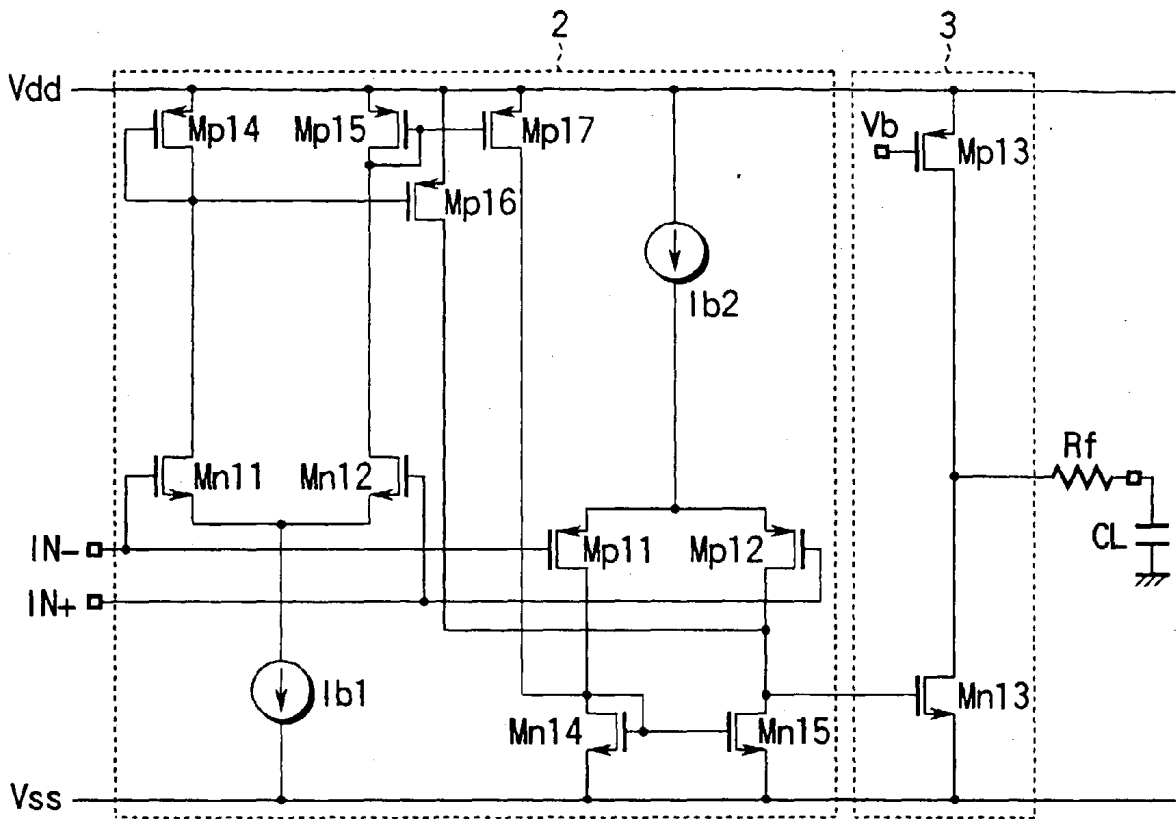 2
3
Vdd
Mp14
Mp15
Mp17
Vb
Mp13
Mp16
Ib2
Mn11
Mn12
Rf
IN-
Mp11
Mp12
CL
IN+
Ib1
Mn13
Mn14
Mn15
Vss